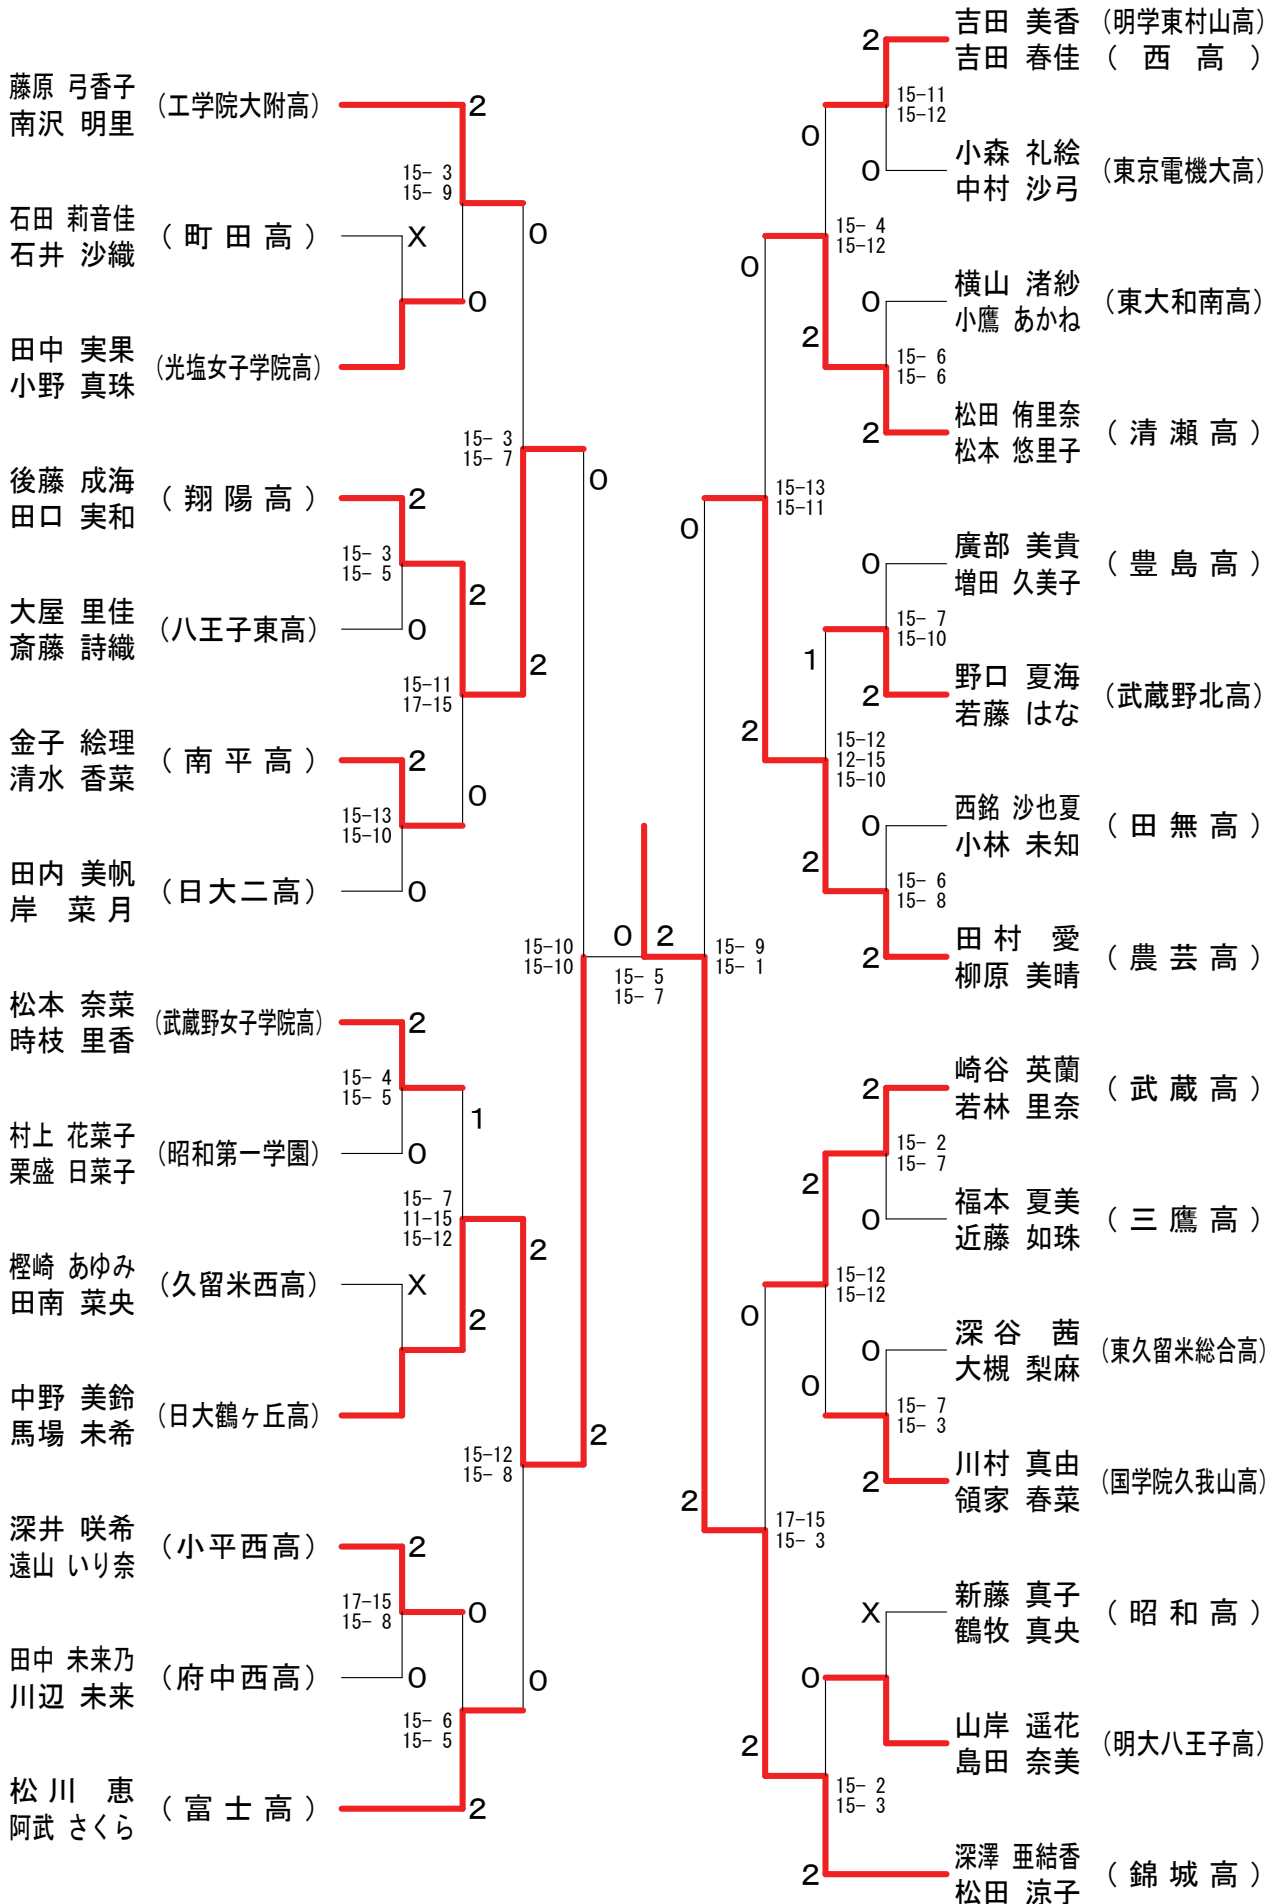 藤原 弓香子
南沢 明里
(工学院大附高)
2
15- 3
15- 9
石田 莉音佳
石井 沙織
(町田高)
X
0
0
田中 実果
小野 真珠
(光塩女子学院高)
15- 3
15- 7
0
後藤 成海
田口 実和
(翔陽高)
2
15- 3
15- 5
2
大屋 里佳
斎藤 詩織
(八王子東高)
0
2
15-11
17-15
金子 絵理
清水 香菜
(南平高)
2
0
15-13
15-10
田内 美帆
岸 菜月
(日大二高)
0
15-10
15-10
松本 奈菜
時枝 里香
(武蔵野女子学院高)
2
15- 4
15- 5
1
村上 花菜子
栗盛 日菜子
(昭和第一学園)
0
15- 7
11-15
15-12
2
樫崎 あゆみ
田南 菜央
(久留米西高)
X
2
中野 美鈴
馬場 未希
(日大鶴ヶ丘高)
2
15-12
15- 8
深井 咲希
遠山 いり奈
(小平西高)
2
17-15
15- 8
0
田中 未来乃
川辺 未来
(府中西高)
0
0
15- 6
15- 5
松川 恵
阿武 さくら
(富士高)
2
0
2
15- 5
15- 7
吉田 美香
吉田 春佳
(明学東村山高)
(西高)
2
15-11
15-12
0
小森 礼絵
中村 沙弓
(東京電機大高)
0
15- 4
15-12
0
横山 渚紗
小鷹 あかね
(東大和南高)
0
2
15- 6
15- 6
松田 侑里奈
松本 悠里子
(清瀬高)
2
15-13
15-11
0
廣部 美貴
増田 久美子
(豊島高)
0
15- 7
15-10
1
野口 夏海
若藤 はな
(武蔵野北高)
2
2
15-12
12-15
15-10
西銘 沙也夏
小林 未知
(田無高)
0
2
15- 6
15- 8
田村 愛
柳原 美晴
(農芸高)
2
15- 9
15- 1
崎谷 英蘭
若林 里奈
(武蔵高)
2
15- 2
15- 7
2
福本 夏美
近藤 如珠
(三鷹高)
0
15-12
15-12
0
深谷 茜
大槻 梨麻
(東久留米総合高)
0
0
15- 7
15- 3
川村 真由
領家 春菜
(国学院久我山高)
2
2
17-15
15- 3
新藤 真子
鶴牧 真央
(昭和高)
X
0
山岸 遥花
島田 奈美
(明大八王子高)
2
15- 2
15- 3
深澤 亜結香
松田 涼子
(錦城高)
2